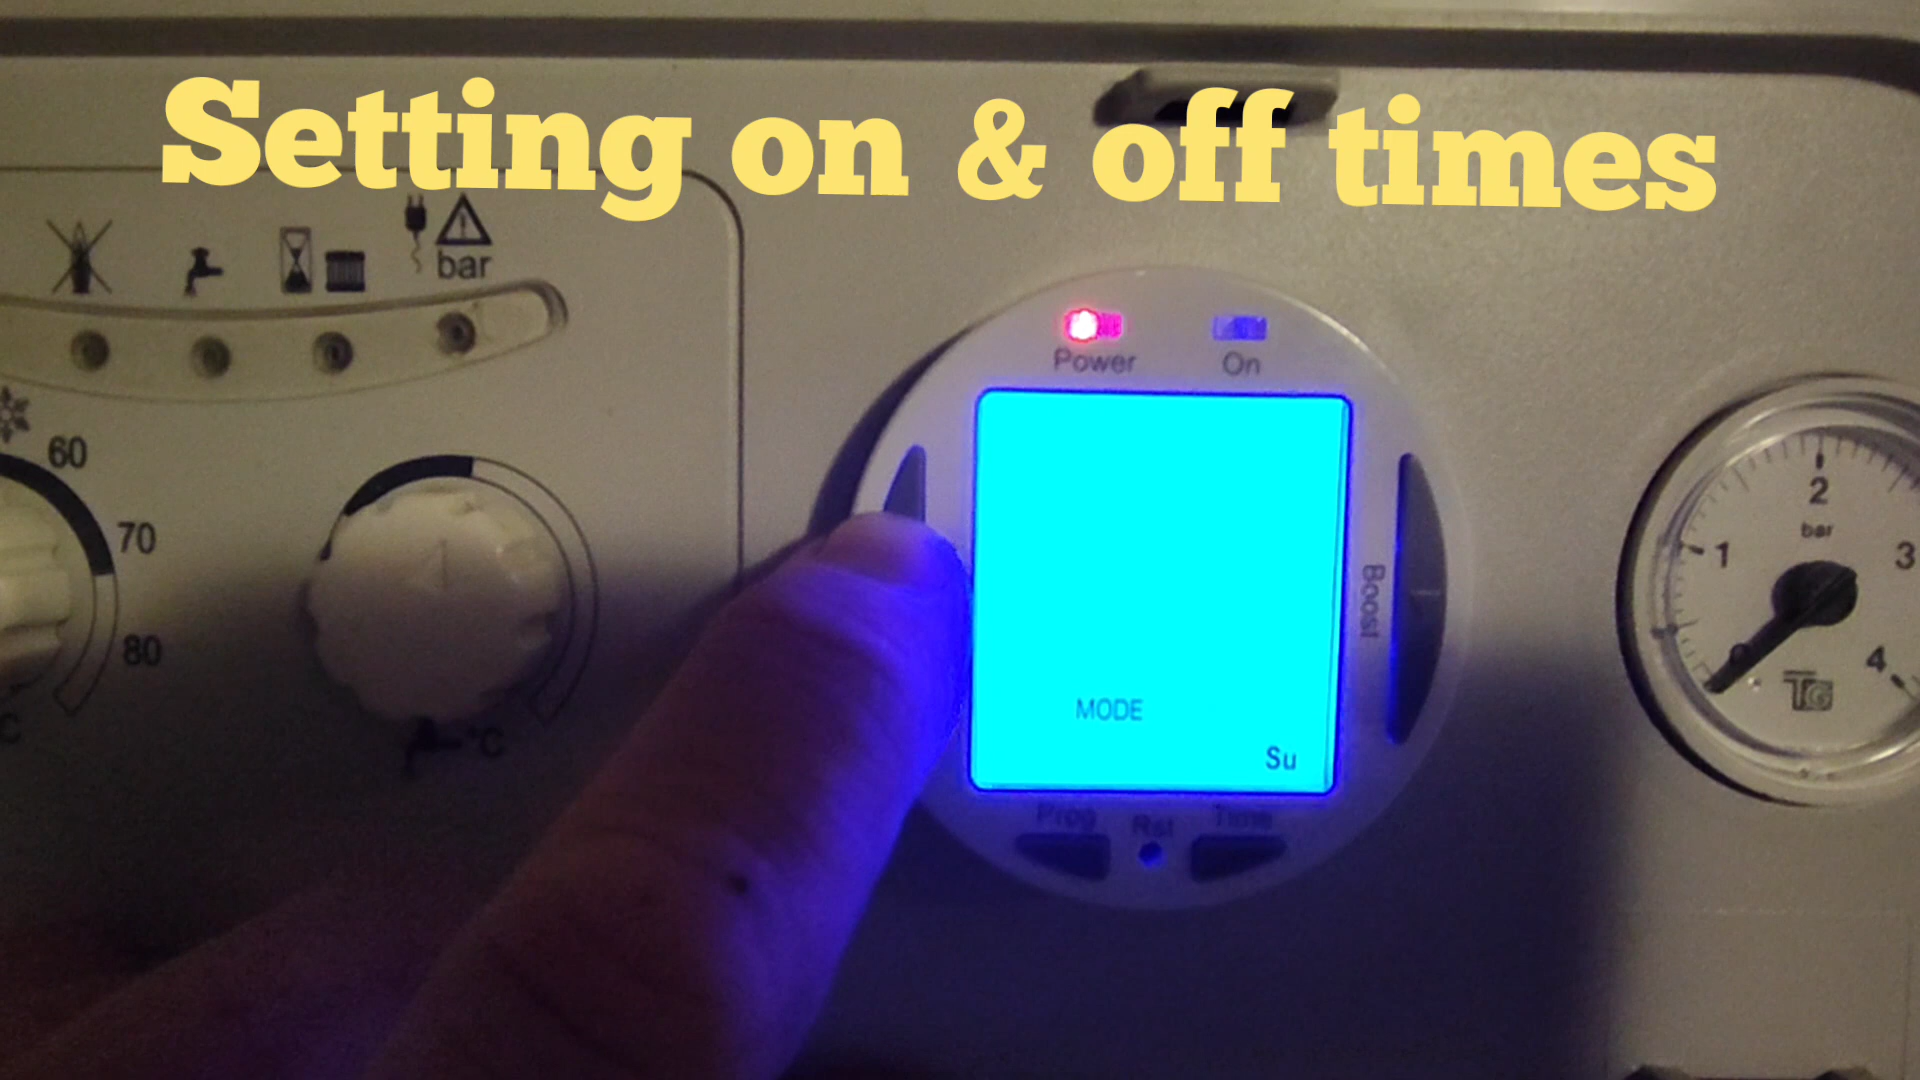 Setting on & off times
bar
Power
On
60
70
80
°C
°C
MODE
Su
Boost
Prog
Rst
Time
1
2
3
4
bar
TG